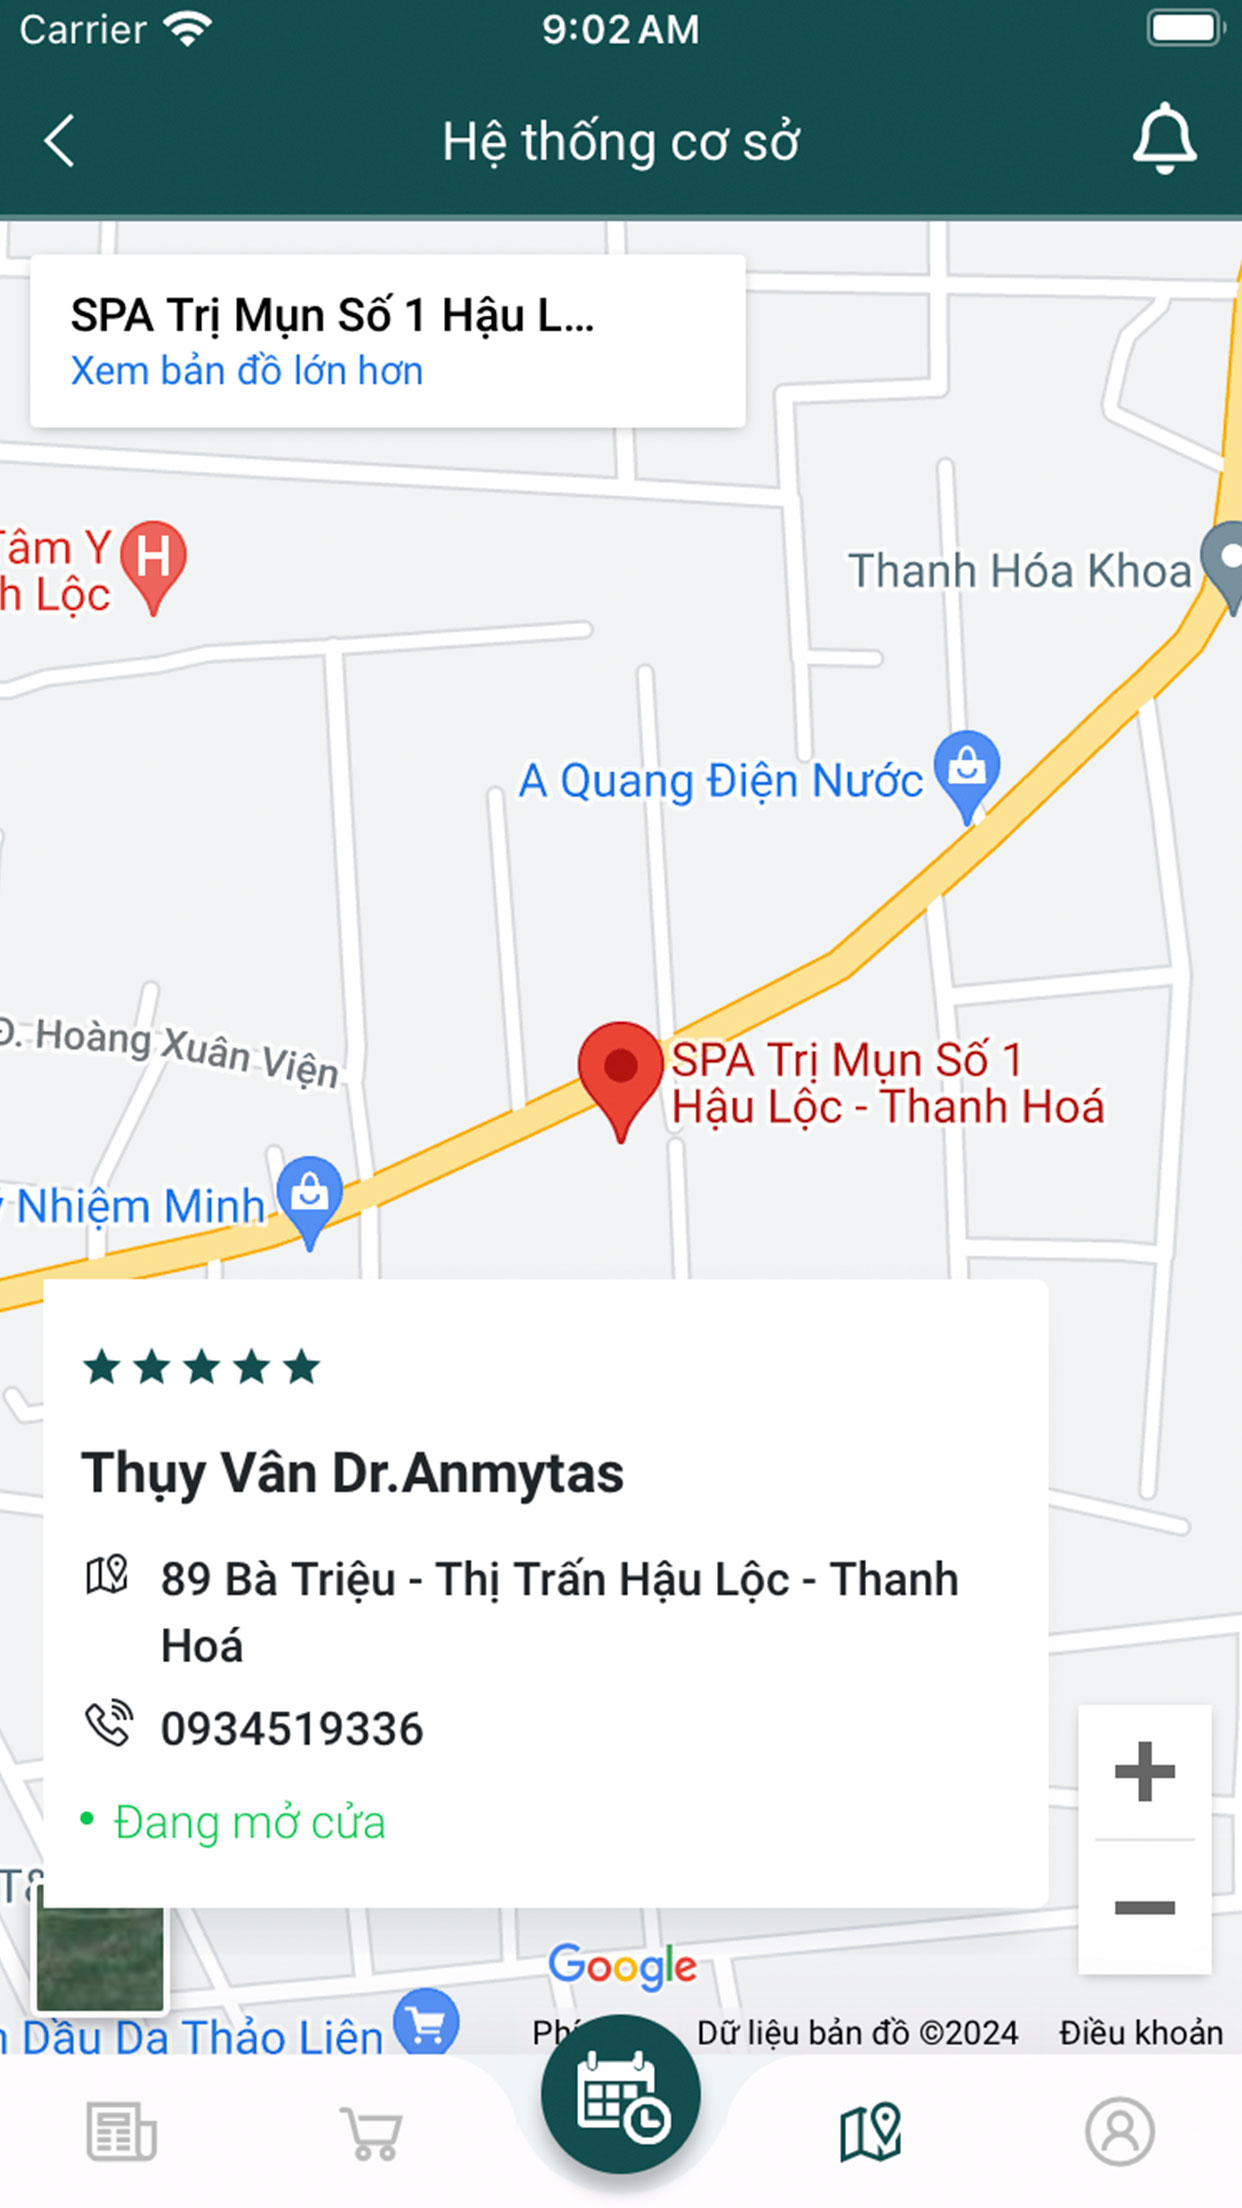 Carrier
9:02 AM
Hệ thống cơ sở
SPA Trị Mụn Số 1 Hậu L...
Xem bản đồ lớn hơn
Tâm Y
h Lộc
H
Thanh Hóa Khoa
A Quang Điện Nước
Đ. Hoàng Xuân Viện
SPA Trị Mụn Số 1
Hậu Lộc - Thanh Hoá
Nhiệm Minh
Thụy Vân Dr.Anmytas
89 Bà Triệu - Thị Trấn Hậu Lộc - Thanh
Hoá
0934519336
Đang mở cửa
Google
Dầu Da Thảo Liên
Dữ liệu bản đồ ©2024
Điều khoản